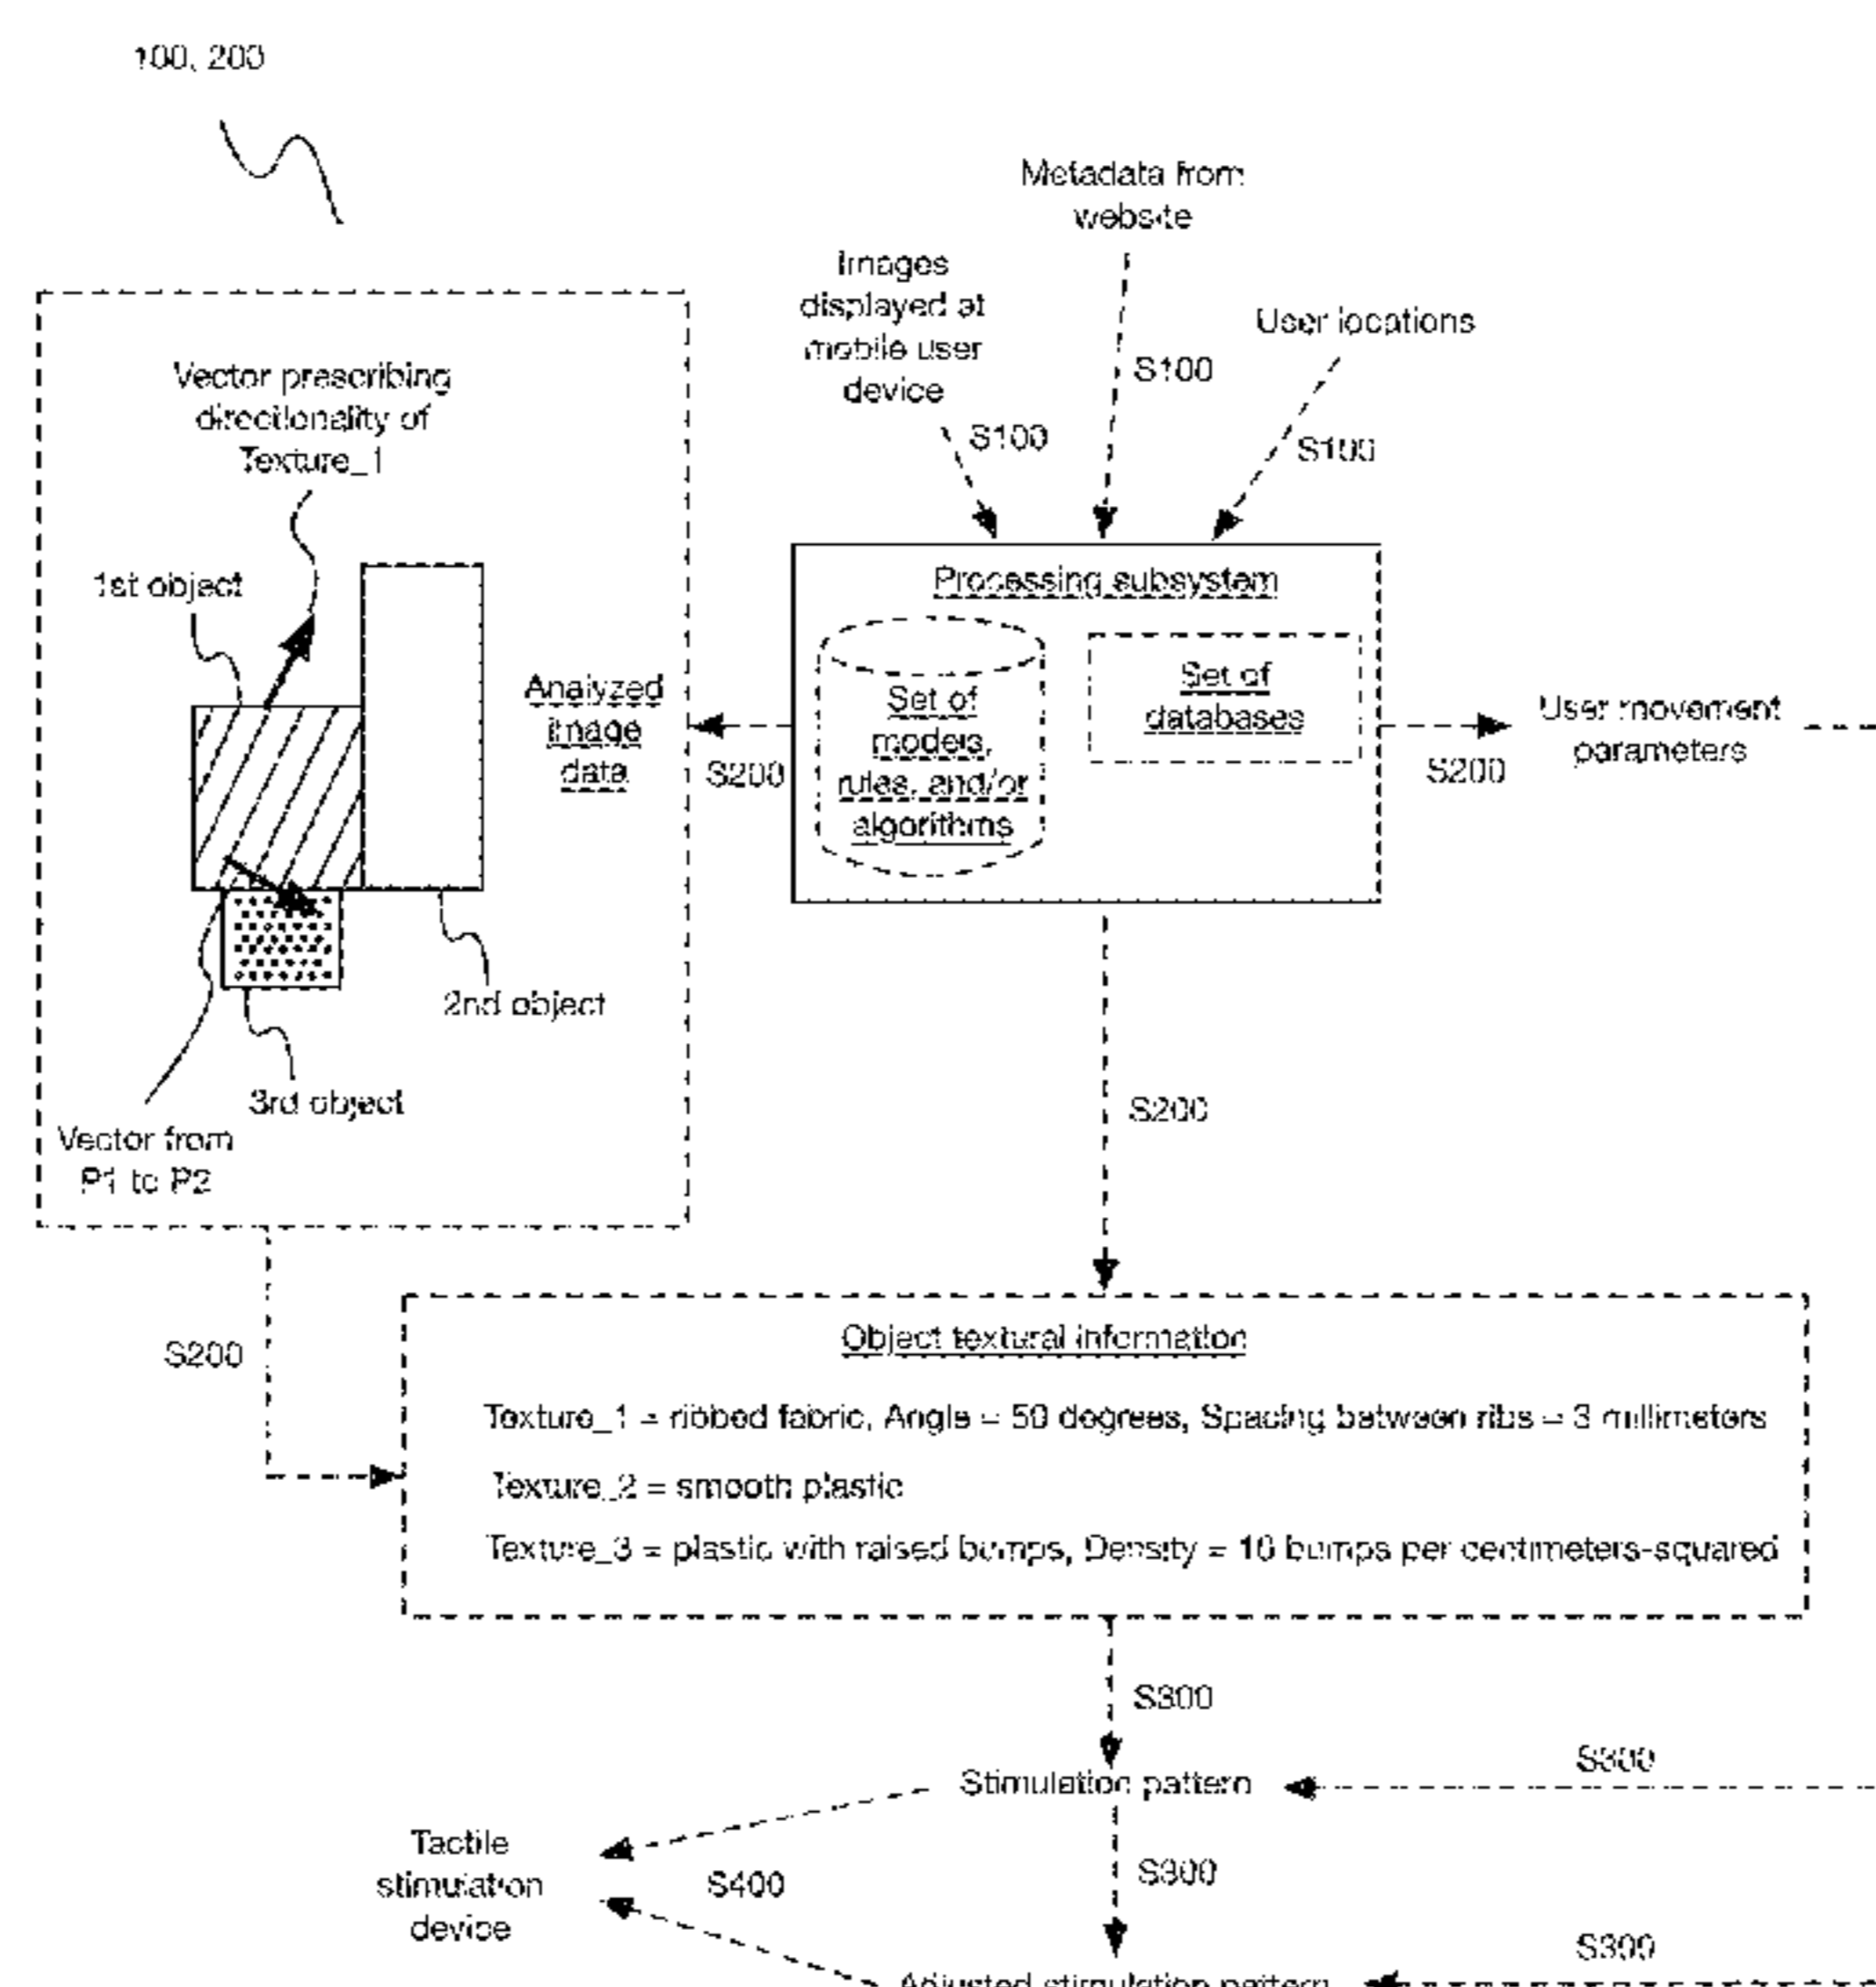 100, 200
Metadata from
website
Images
displayed at
mobile user
device
User locations
S100
S100
S100
Vector prescribing
directionality of
Texture_1
1st object
Analyzed
image
data
2nd object
3rd object
Vector from
P1 to P2
Processing subsystem
Set of
models,
rules, and/or
algorithms
Set of
databases
S200
S200
User movement
parameters
S200
S200
Object textural information
Texture_1 = ribbed fabric, Angle = 50 degrees, Spacing between ribs = 3 millimeters
Texture_2 = smooth plastic
Texture_3 = plastic with raised bumps, Density = 10 bumps per centimeters-squared
S300
Stimulation pattern
S300
Tactile
stimulation
device
S400
S300
S300
Adjusted stimulation pattern